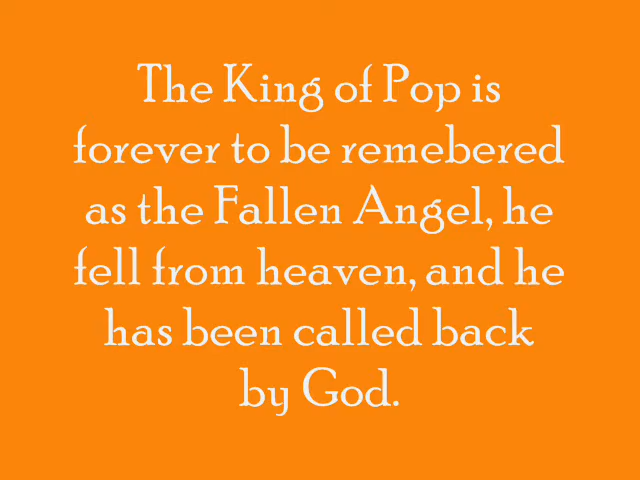 The King of Pop is
forever to be remebered
as the Fallen Angel, he
fell from heaven, and he
has been called back
by God.